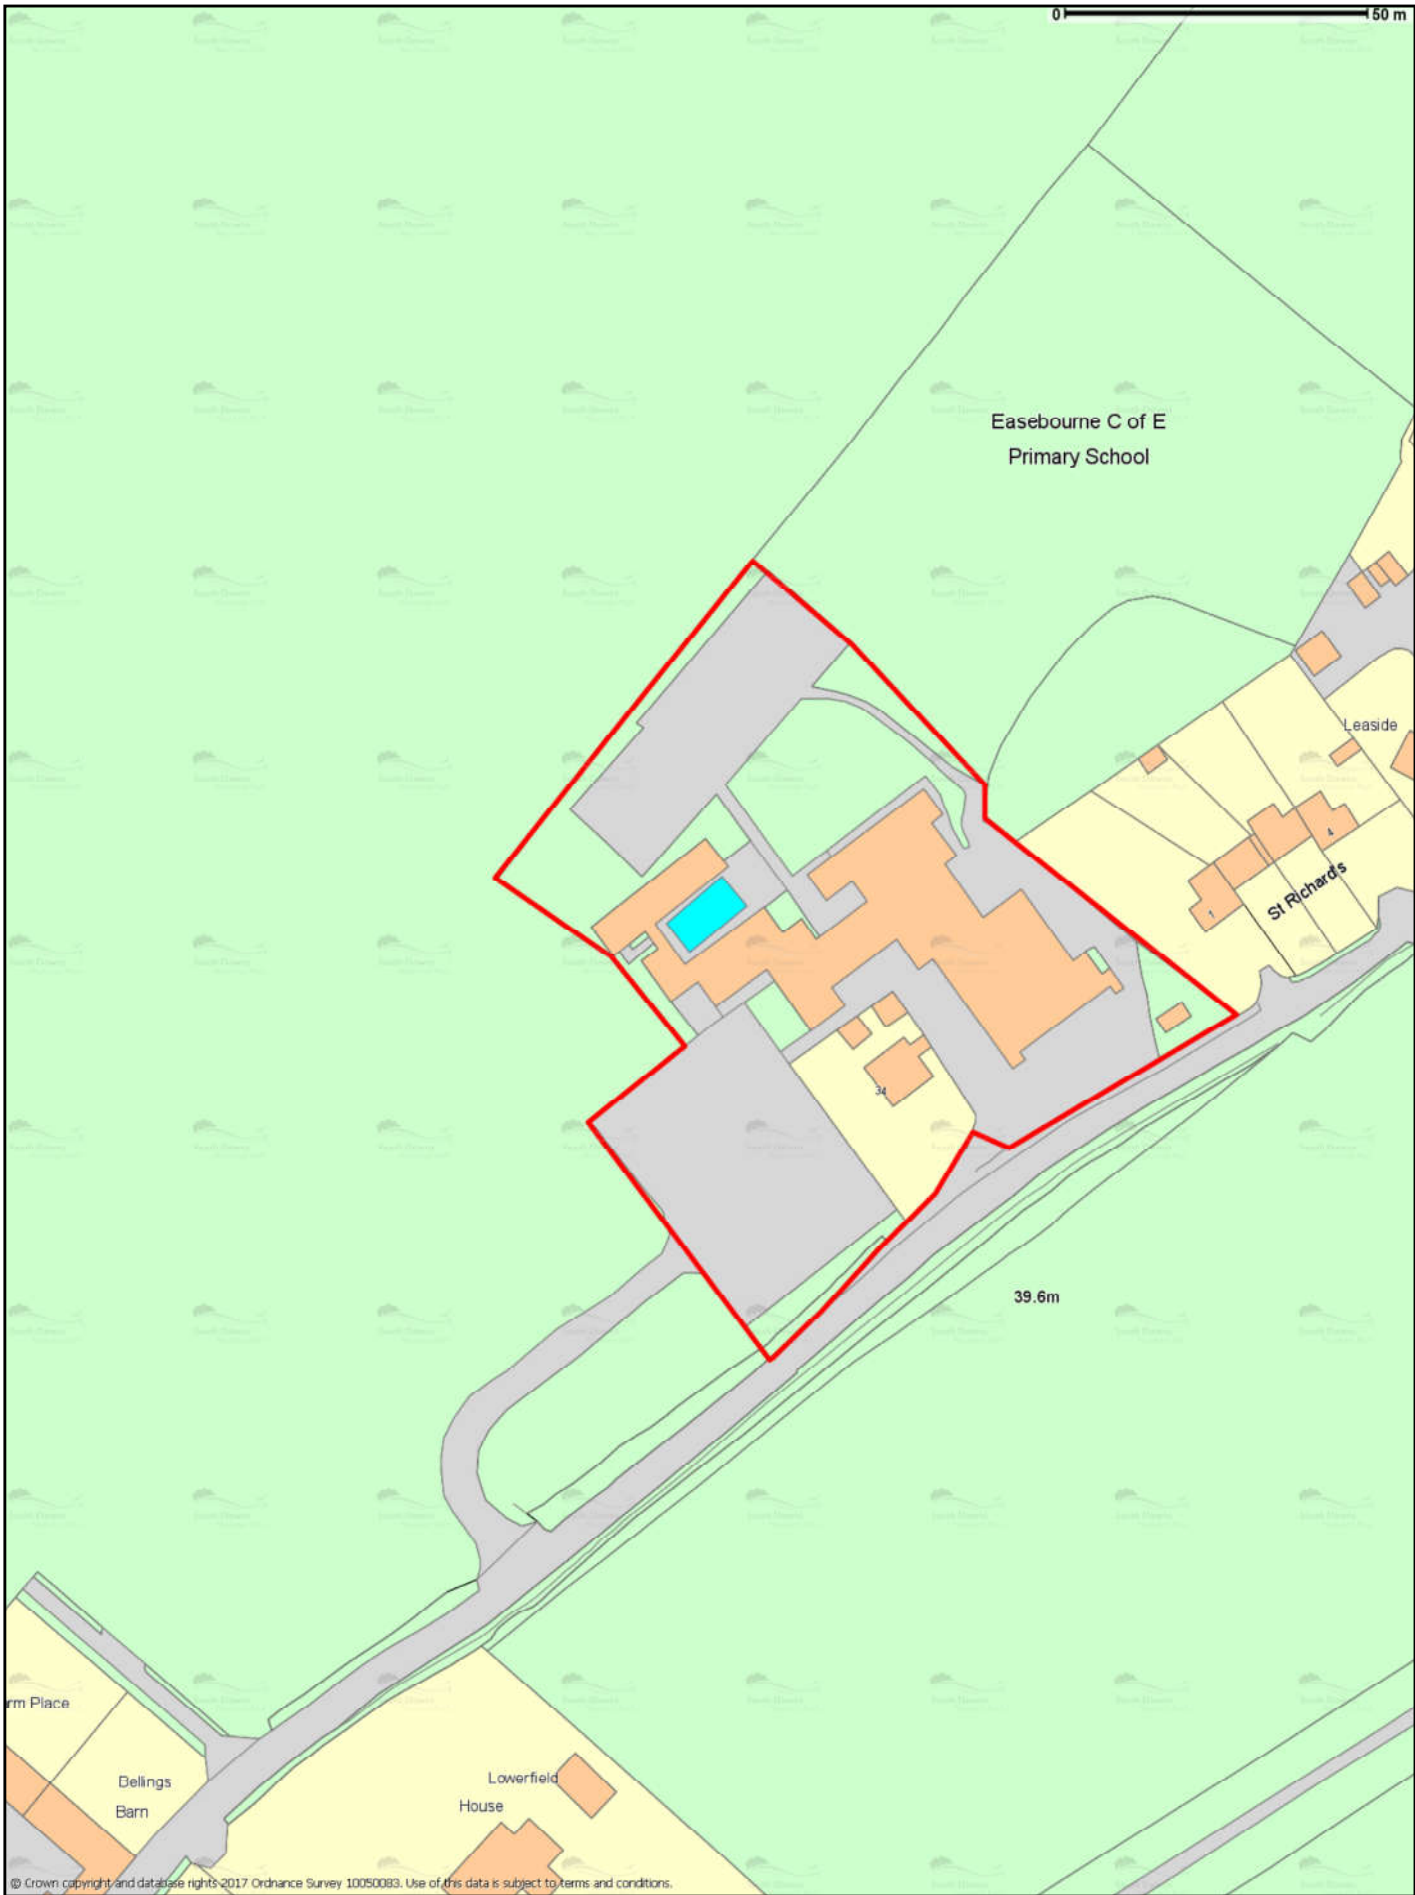 0 50 m
Easebourne C of E
Primary School
Leaside
4
St Richard's
1
34
39.6m
rm Place
Dellings
Barn
Lowerfield
House
© Crown copyright and database rights 2017 Ordnance Survey 10050083. Use of this data is subject to terms and conditions.